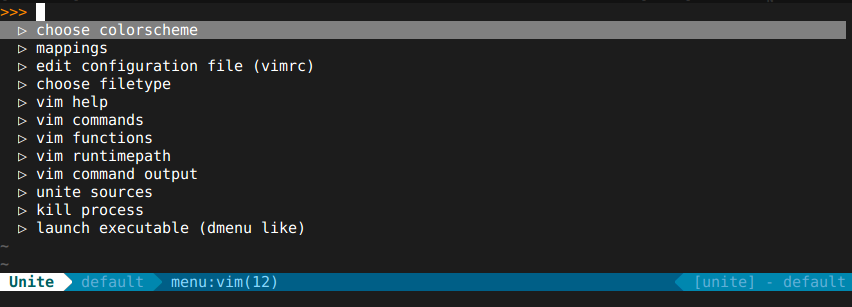 >>>
▷ choose colorscheme
▷ mappings
▷ edit configuration file (vimrc)
▷ choose filetype
▷ vim help
▷ vim commands
▷ vim functions
▷ vim runtimepath
▷ vim command output
▷ unite sources
▷ kill process
▷ launch executable (dmenu like)
~
~
Unite default menu:vim(12) [unite] - default